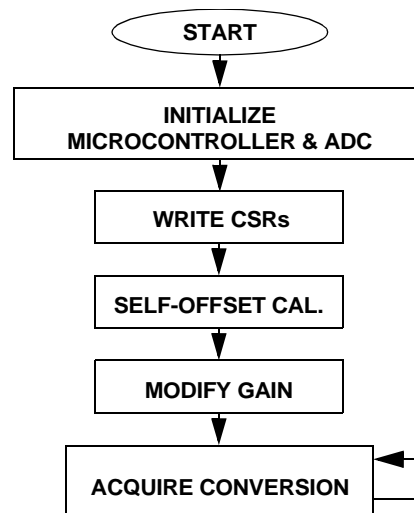 START
INITIALIZE
MICROCONTROLLER & ADC
WRITE CSRs
SELF-OFFSET CAL.
MODIFY GAIN
ACQUIRE CONVERSION